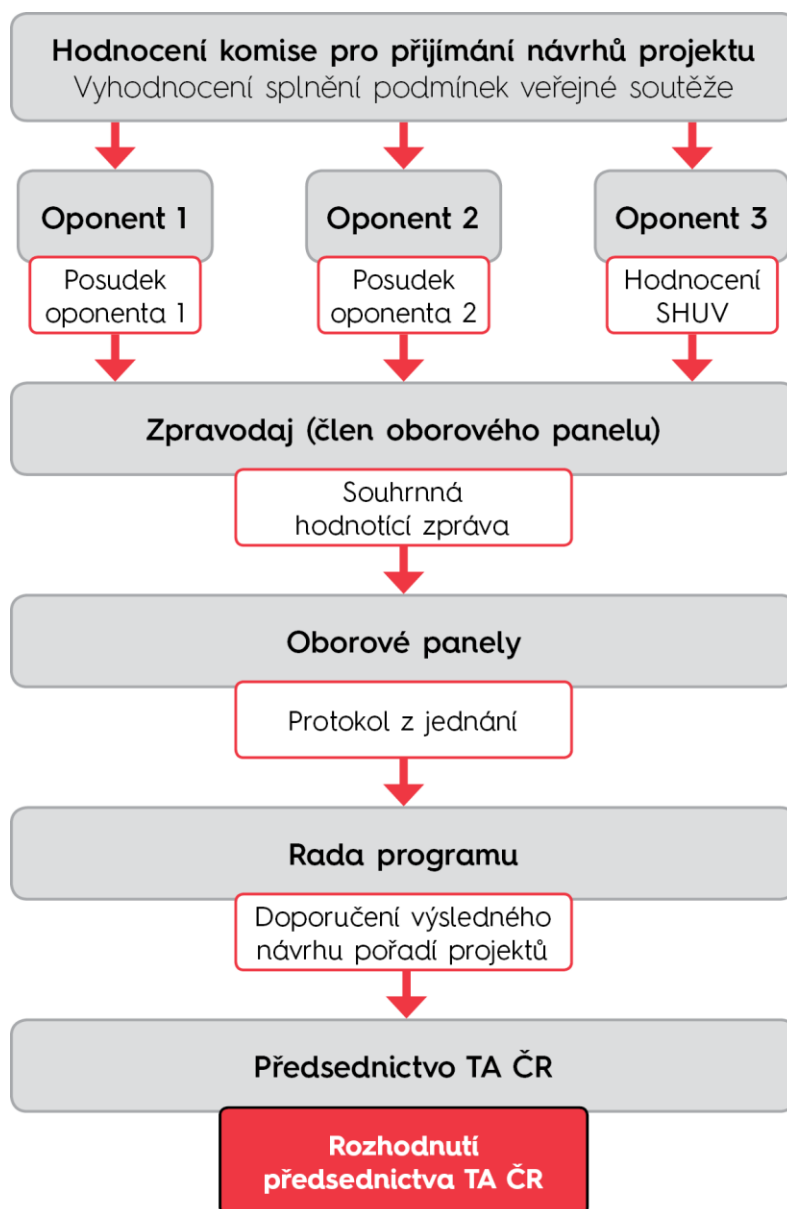 Hodnocení komise pro přijímání návrhů projektu
Vyhodnocení splnění podmínek veřejné soutěže
Oponent 1
Oponent 2
Oponent 3
Posudek
oponenta 1
Posudek
oponenta 2
Hodnocení
SHUV
Zpravodaj (člen oborového panelu)
Souhrnná
hodnotící zpráva
Oborové panely
Protokol z jednání
Rada programu
Doporučení výsledného
návrhu pořadí projektů
Předsednictvo TA ČR
Rozhodnutí
předsednictva TA ČR